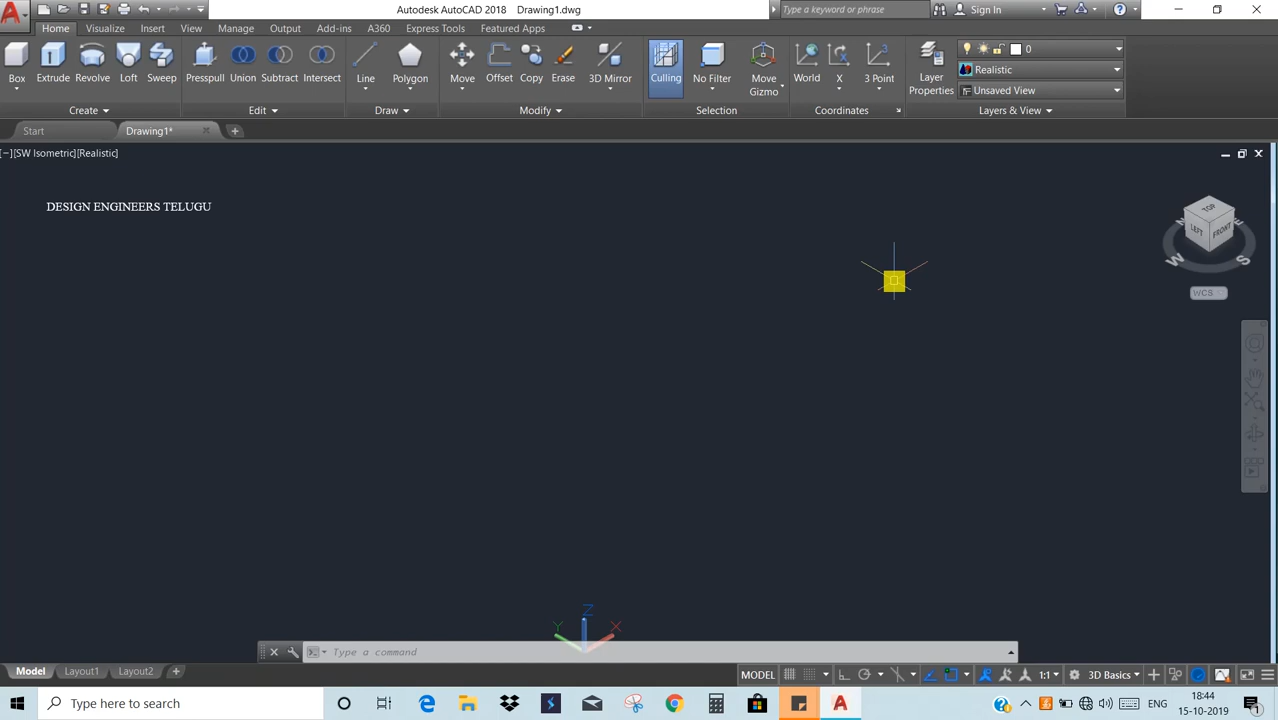 Autodesk AutoCAD 2018 Drawing1.dwg
Type a keyword or phrase
Sign In
Home Visualize Insert View Manage Output Add-ins A360 Express Tools Featured Apps
0
Realistic
Unsaved View
Box Extrude Revolve Loft Sweep Presspull Union Subtract Intersect Line Polygon Move Offset Copy Erase 3D Mirror Culling No Filter Move Gizmo World X 3 Point Layer Properties
Create Edit Draw Modify Selection Coordinates Layers & View
Start Drawing1*
[−][SW Isometric][Realistic]
DESIGN ENGINEERS TELUGU
TOP
LEFT FRONT
N E
W S
WCS
Z
Y X
Type a command
Model Layout1 Layout2
MODEL 1:1 3D Basics
Type here to search
ENG
18:44
15-10-2019